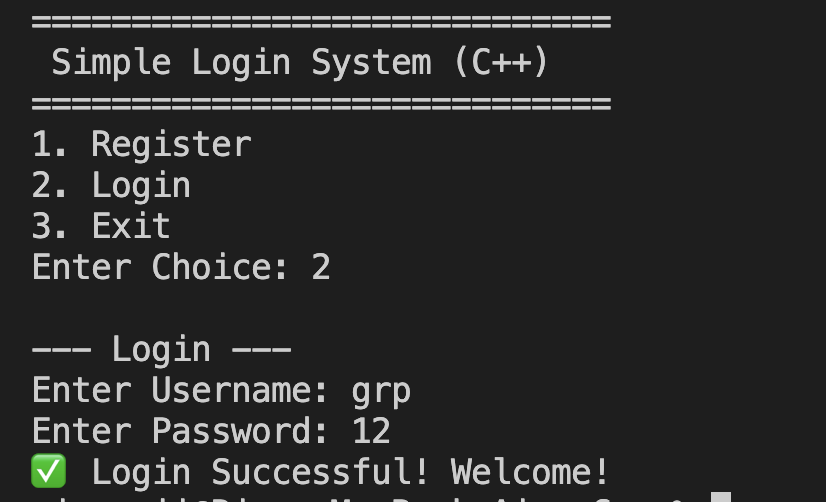 ==============================
Simple Login System (C++)
==============================
1. Register
2. Login
3. Exit
Enter Choice: 2
--- Login ---
Enter Username: grp
Enter Password: 12
✅ Login Successful! Welcome!